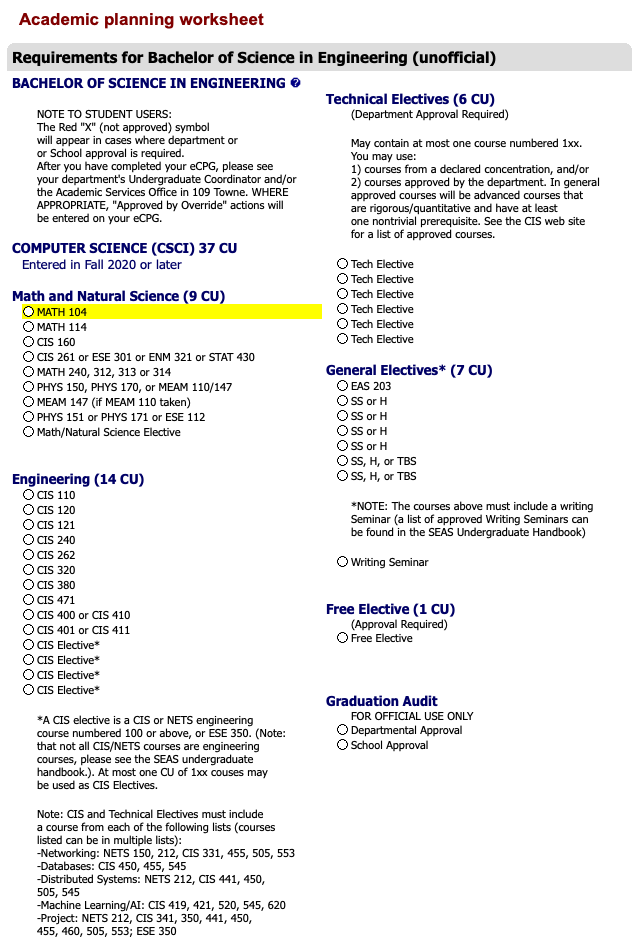 Academic planning worksheet
Requirements for Bachelor of Science in Engineering (unofficial)
BACHELOR OF SCIENCE IN ENGINEERING ?
NOTE TO STUDENT USERS:
The Red "X" (not approved) symbol
will appear in cases where department or
or School approval is required.
After you have completed your eCPG, please see
your department's Undergraduate Coordinator and/or
the Academic Services Office in 109 Towne. WHERE
APPROPRIATE, "Approved by Override" actions will
be entered on your eCPG.
COMPUTER SCIENCE (CSCI) 37 CU
Entered in Fall 2020 or later
Math and Natural Science (9 CU)
MATH 104
MATH 114
CIS 160
CIS 261 or ESE 301 or ENM 321 or STAT 430
MATH 240, 312, 313 or 314
PHYS 150, PHYS 170, or MEAM 110/147
MEAM 147 (if MEAM 110 taken)
PHYS 151 or PHYS 171 or ESE 112
Math/Natural Science Elective
Engineering (14 CU)
CIS 110
CIS 120
CIS 121
CIS 240
CIS 262
CIS 320
CIS 380
CIS 471
CIS 400 or CIS 410
CIS 401 or CIS 411
CIS Elective*
CIS Elective*
CIS Elective*
CIS Elective*
*A CIS elective is a CIS or NETS engineering
course numbered 100 or above, or ESE 350. (Note:
that not all CIS/NETS courses are engineering
courses, please see the SEAS undergraduate
handbook.). At most one CU of 1xx couses may
be used as CIS Electives.
Note: CIS and Technical Electives must include
a course from each of the following lists (courses
listed can be in multiple lists):
-Networking: NETS 150, 212, CIS 331, 455, 505, 553
-Databases: CIS 450, 455, 545
-Distributed Systems: NETS 212, CIS 441, 450,
505, 545
-Machine Learning/AI: CIS 419, 421, 520, 545, 620
-Project: NETS 212, CIS 341, 350, 441, 450,
455, 460, 505, 553; ESE 350
Technical Electives (6 CU)
(Department Approval Required)
May contain at most one course numbered 1xx.
You may use:
1) courses from a declared concentration, and/or
2) courses approved by the department. In general
approved courses will be advanced courses that
are rigorous/quantitative and have at least
one nontrivial prerequisite. See the CIS web site
for a list of approved courses.
Tech Elective
Tech Elective
Tech Elective
Tech Elective
Tech Elective
Tech Elective
General Electives* (7 CU)
EAS 203
SS or H
SS or H
SS or H
SS or H
SS, H, or TBS
SS, H, or TBS
*NOTE: The courses above must include a writing
Seminar (a list of approved Writing Seminars can
be found in the SEAS Undergraduate Handbook)
Writing Seminar
Free Elective (1 CU)
(Approval Required)
Free Elective
Graduation Audit
FOR OFFICIAL USE ONLY
Departmental Approval
School Approval